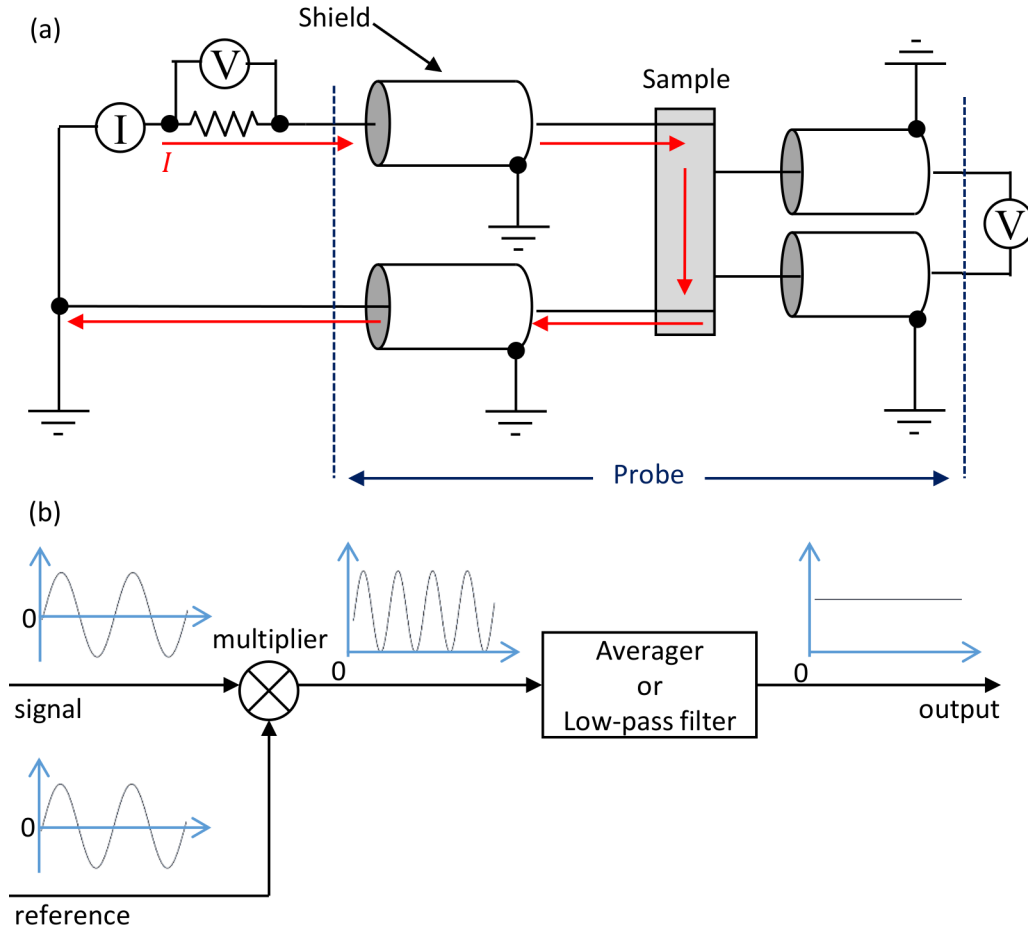 (a)
Shield
V
Sample
I
I
V
Probe
(b)
0
multiplier
0
Averager
or
Low-pass filter
0
signal
output
0
reference